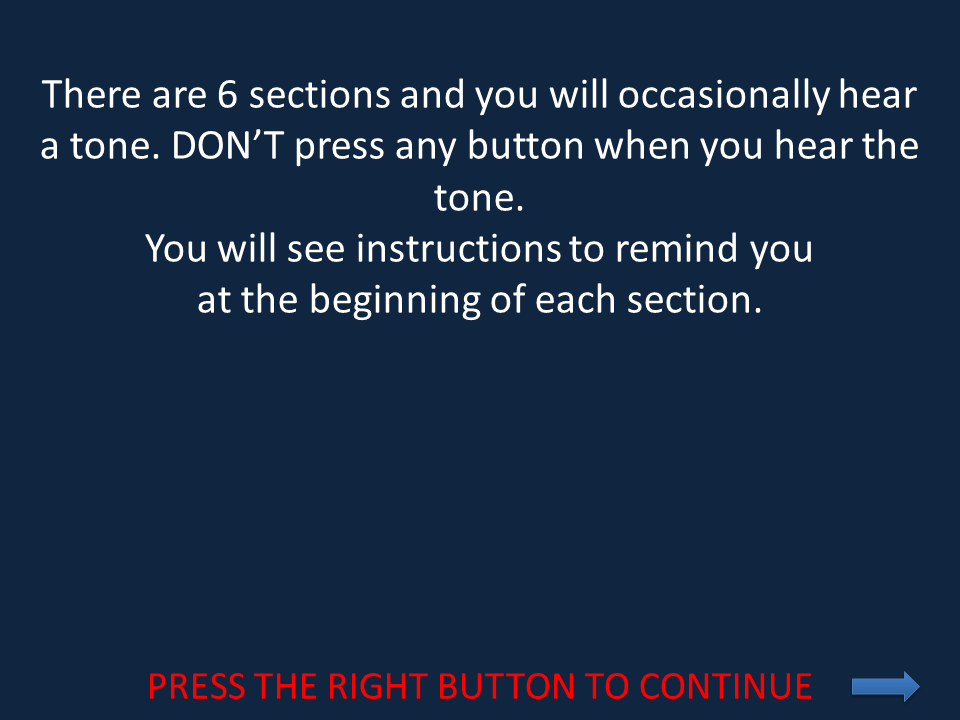 There are 6 sections and you will occasionally hear
a tone. DON’T press any button when you hear the
tone.
You will see instructions to remind you
at the beginning of each section.
PRESS THE RIGHT BUTTON TO CONTINUE